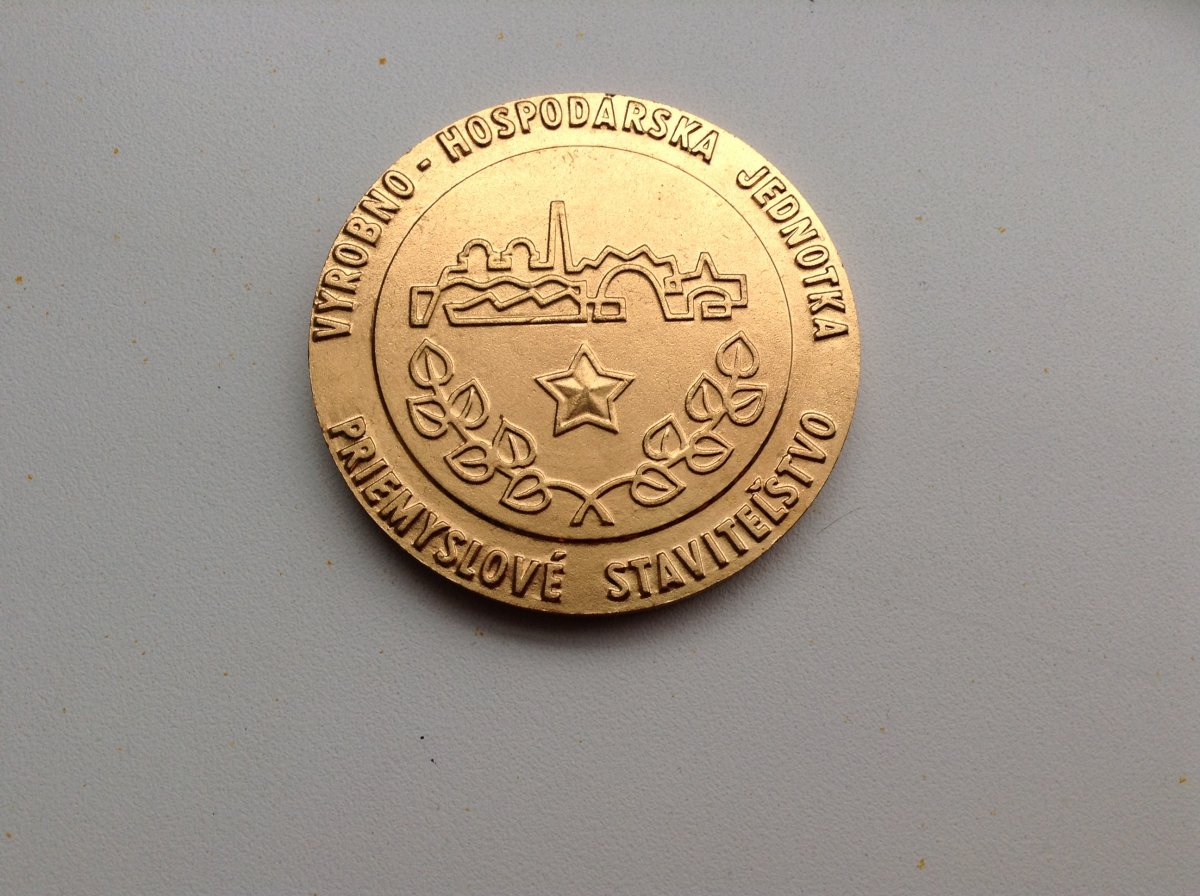 VÝROBNO - HOSPODÁRSKA JEDNOTKA
PRIEMYSLOVÉ STAVITEĽSTVO